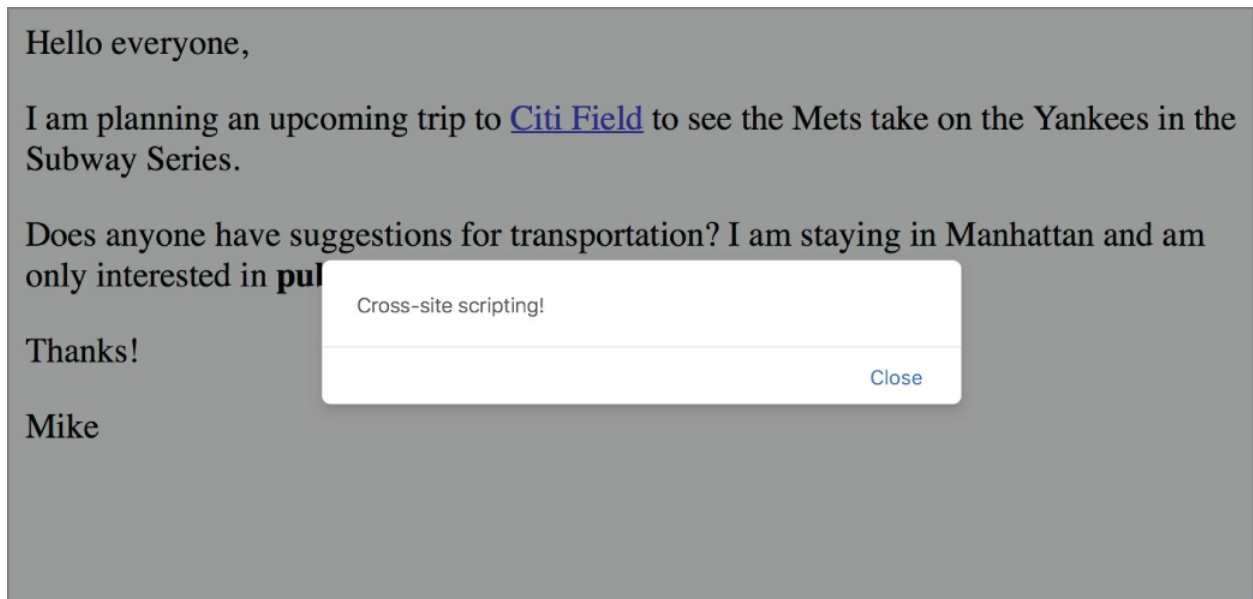 Hello everyone,
I am planning an upcoming trip to Citi Field to see the Mets take on the Yankees in the
Subway Series.
Does anyone have suggestions for transportation? I am staying in Manhattan and am
only interested in
Cross-site scripting!
Thanks!
Close
Mike